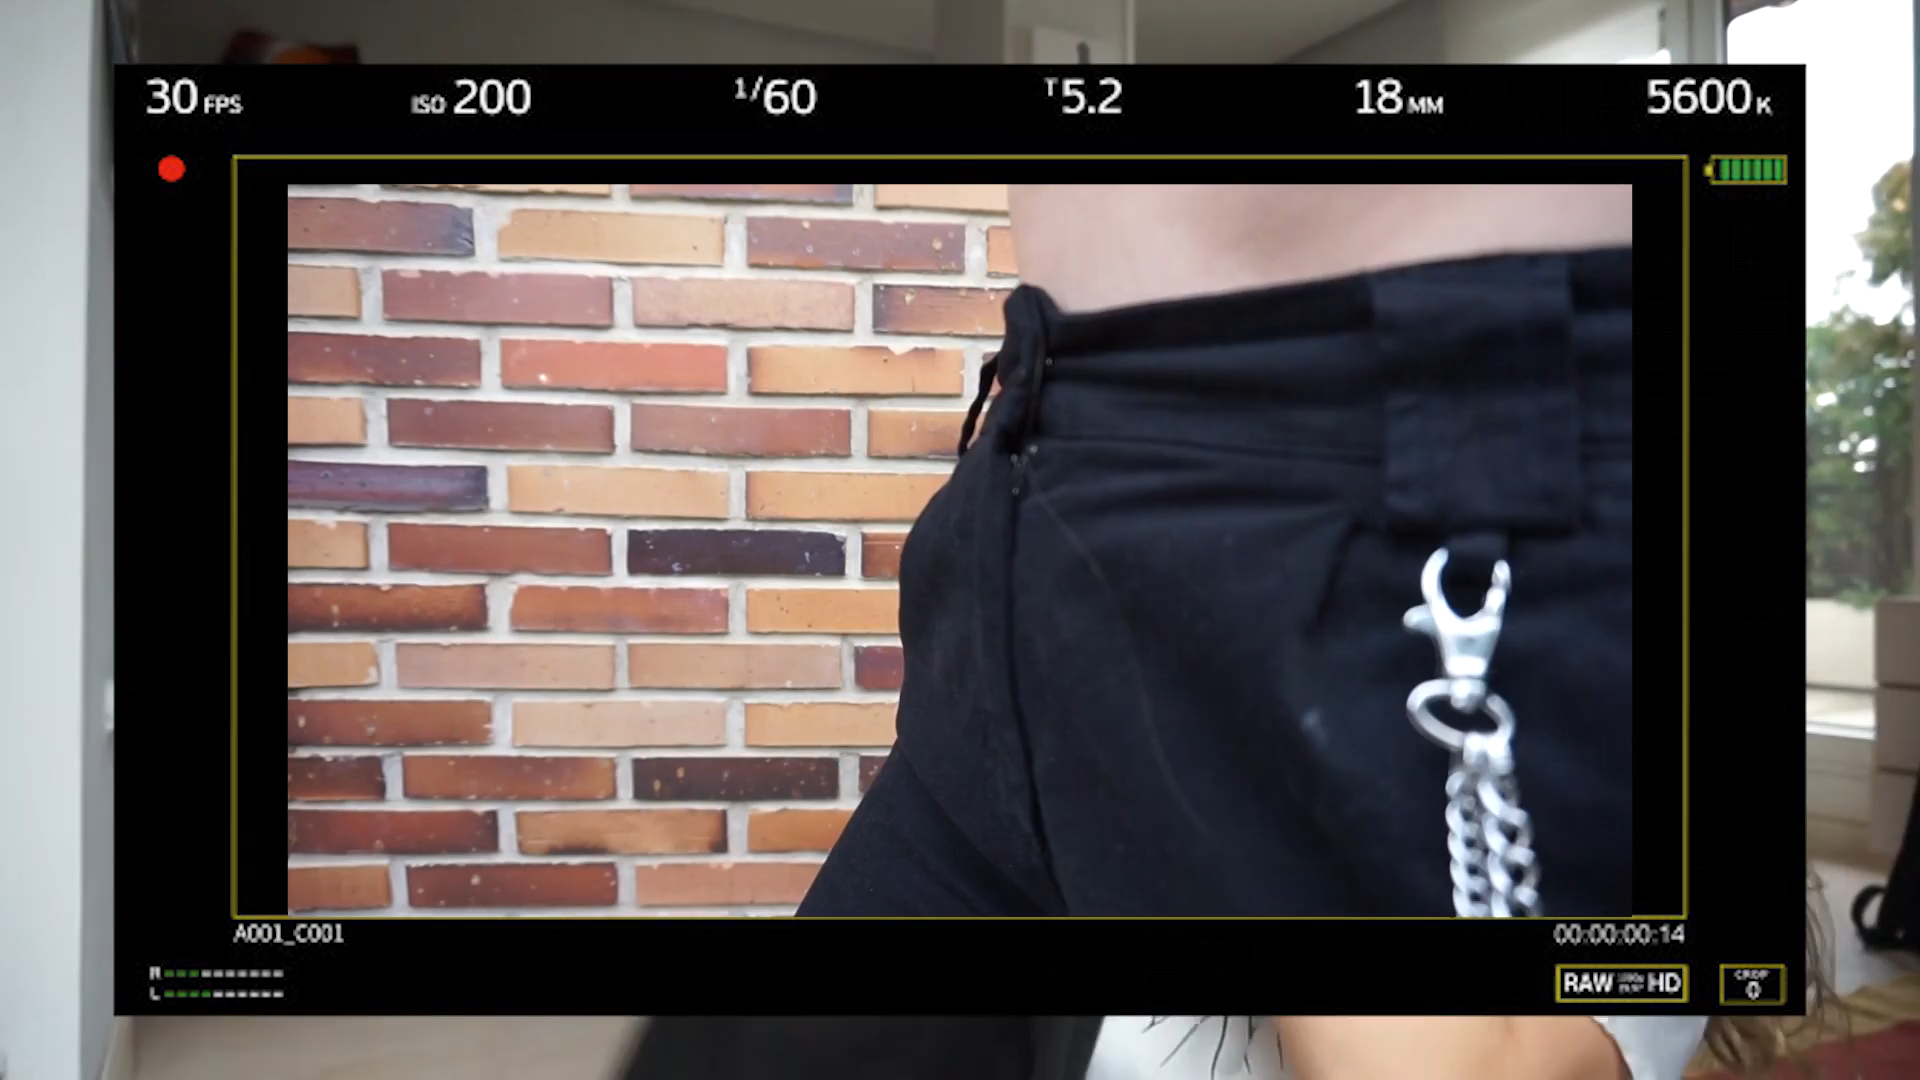 30 FPS ISO 200 1/60 T5.2 18 MM 5600 K
A001_C001 00:00:00:14
R
L
RAW HD
CROP
0